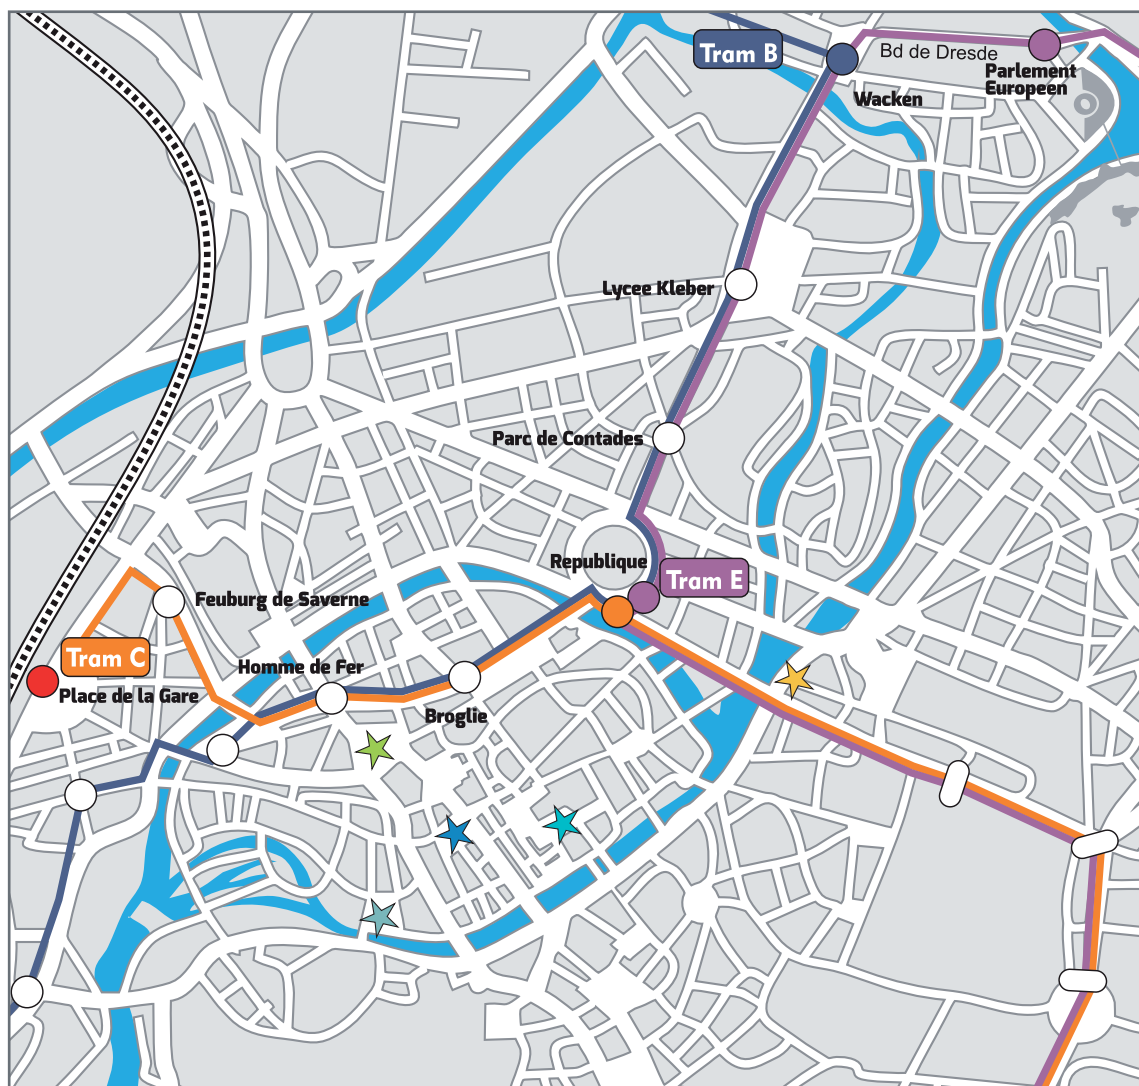 Tram B
Bd de Dresde
Parlement
Europeen
Wacken
Lycee Kleber
Parc de Contades
Republique
Tram E
Feuburg de Saverne
Tram C
Homme de Fer
Place de la Gare
Broglie